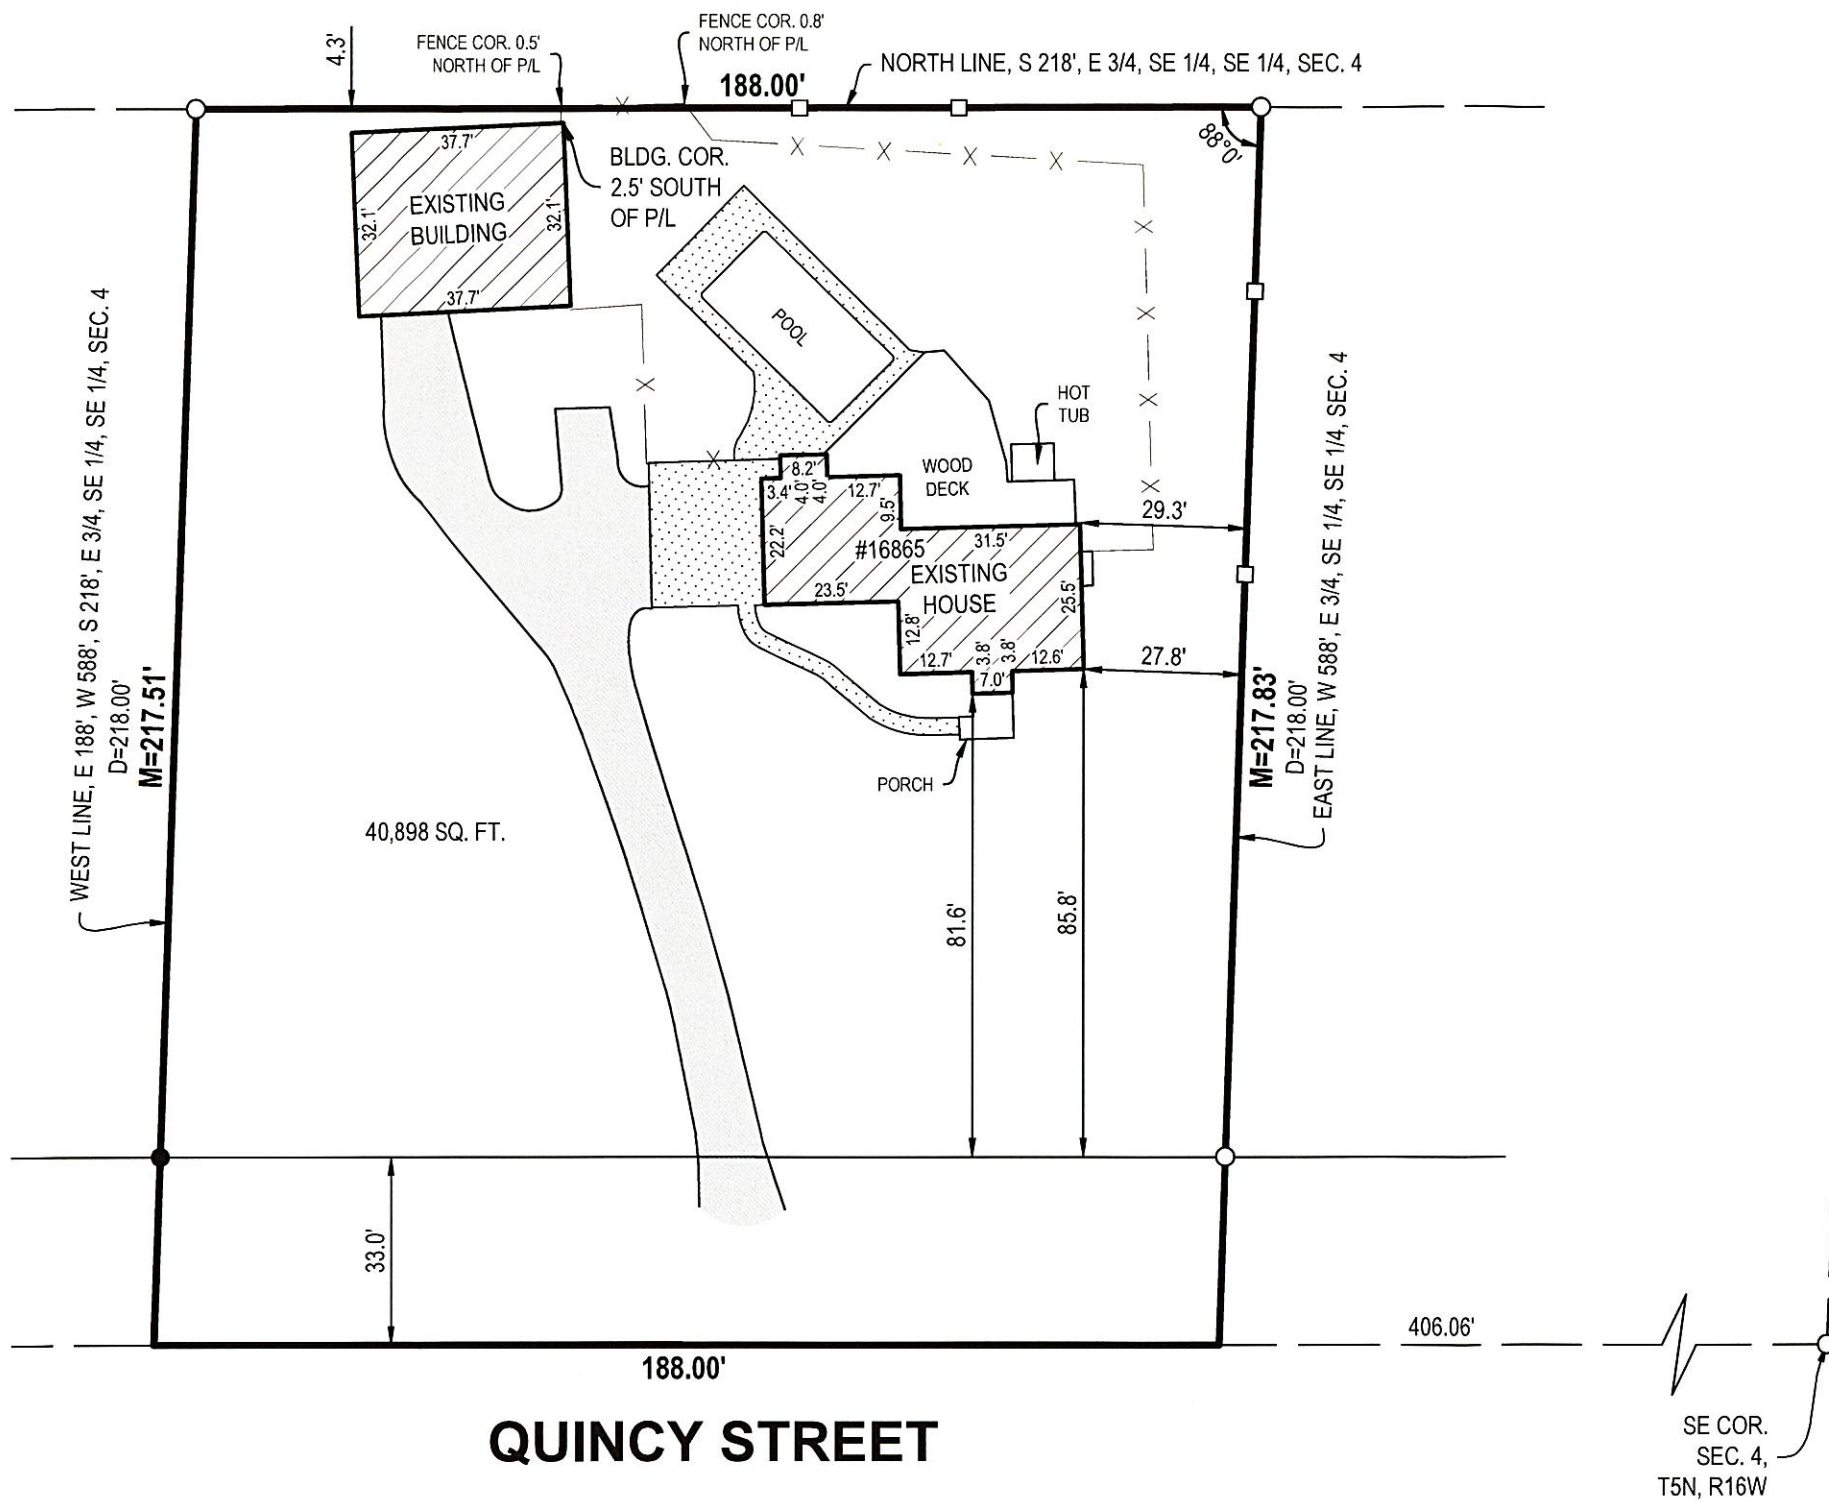 4.3'
FENCE COR. 0.5'
NORTH OF P/L
FENCE COR. 0.8'
NORTH OF P/L
188.00'
NORTH LINE, S 218', E 3/4, SE 1/4, SE 1/4, SEC. 4
88°0'
37.7'
32.1'
EXISTING
BUILDING
32.1'
37.7'
BLDG. COR.
2.5' SOUTH
OF P/L
X
X
X
X
X
X
X
X
X
X
X
POOL
HOT
TUB
WOOD
DECK
8.2'
3.4'
4.0'
4.0'
12.7'
9.5'
22.2'
#16865
31.5'
EXISTING
HOUSE
23.5'
25.5'
12.8'
12.7'
3.8'
3.8'
12.6'
7.0'
29.3'
27.8'
PORCH
WEST LINE, E 188', W 588', S 218', E 3/4, SE 1/4, SE 1/4, SEC. 4
D=218.00'
M=217.51'
M=217.83'
D=218.00'
EAST LINE, W 588', E 3/4, SE 1/4, SE 1/4, SEC. 4
40,898 SQ. FT.
81.6'
85.8'
33.0'
188.00'
406.06'
QUINCY STREET
SE COR.
SEC. 4,
T5N, R16W